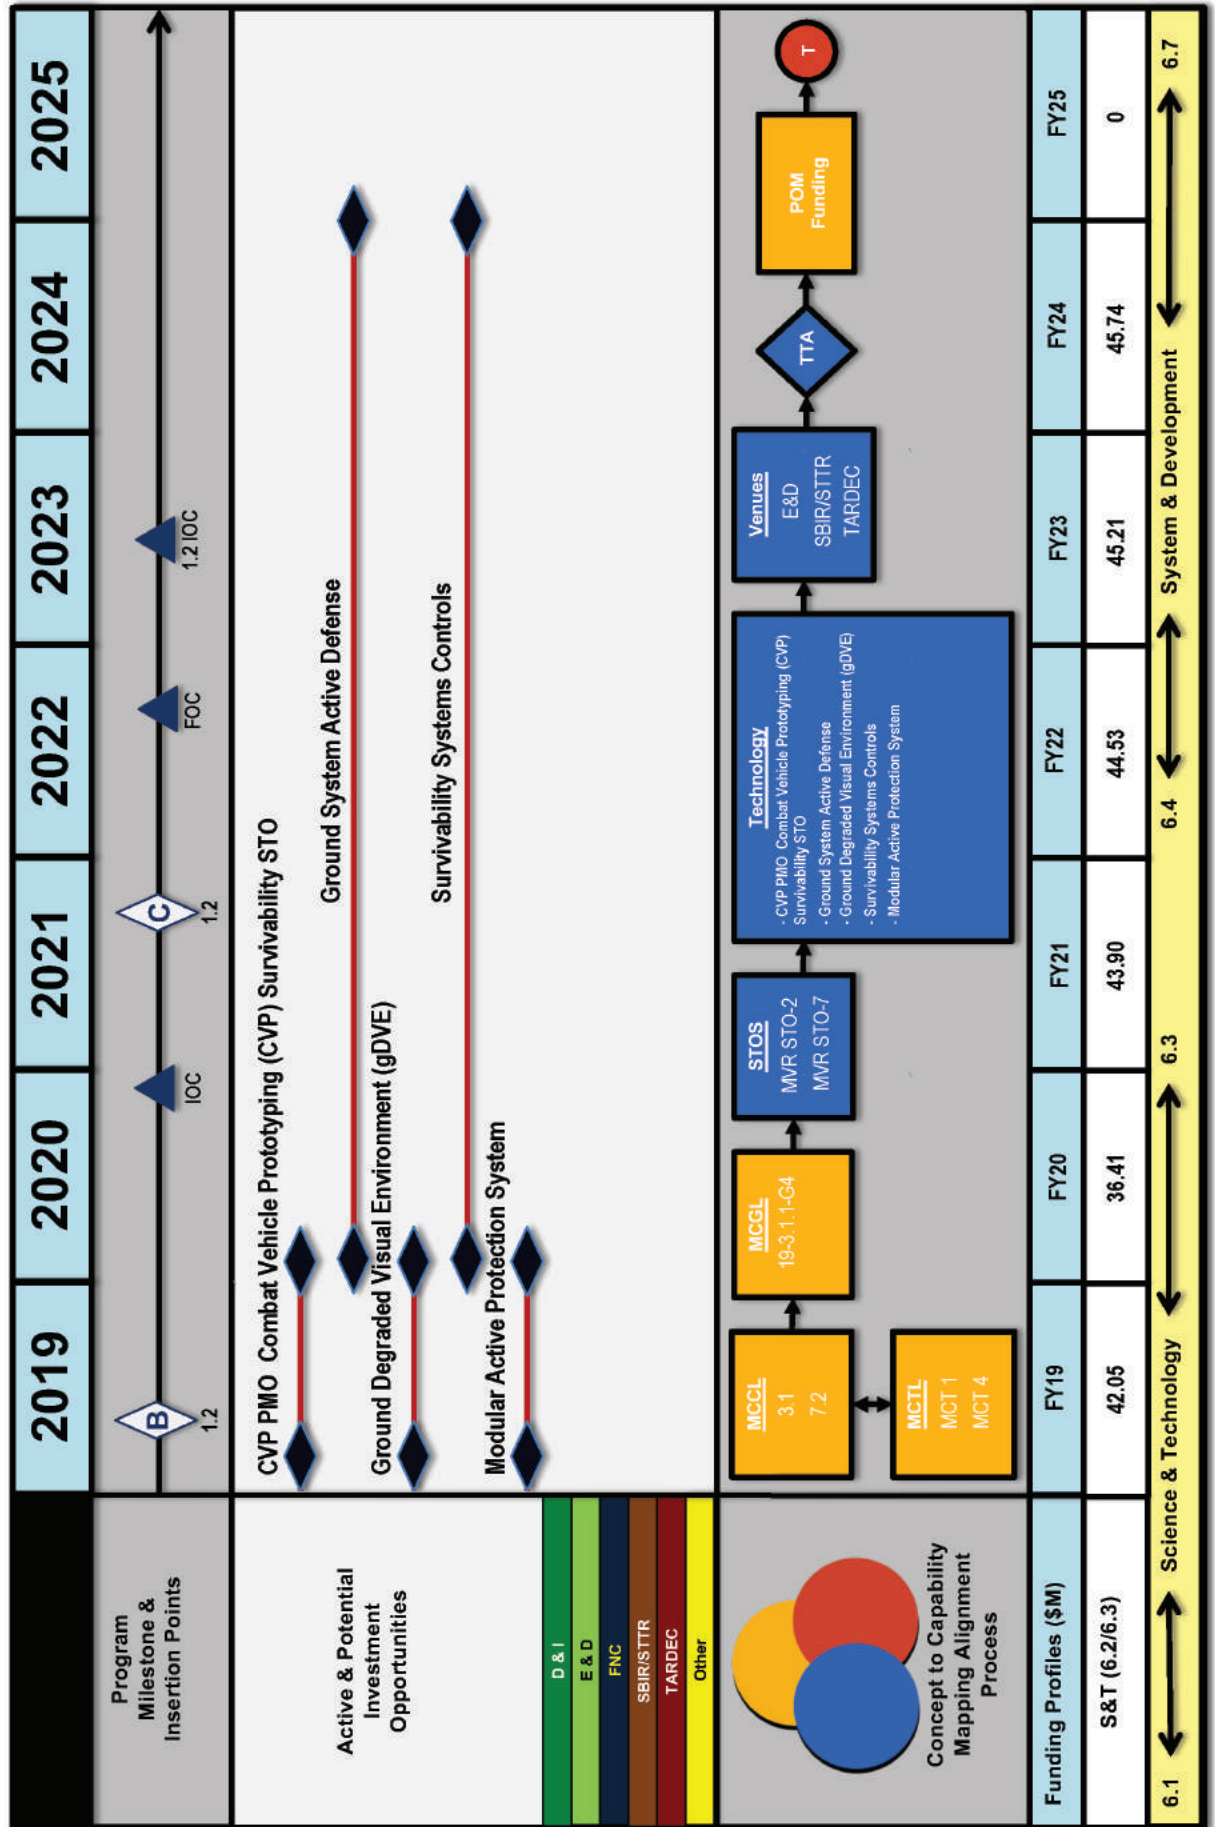 2019
2020
2021
2022
2023
2024
2025
Program
Milestone &
Insertion Points
B
1.2
IOC
C
1.2
FOC
1.2 IOC
Active & Potential
Investment
Opportunities
CVP PMO Combat Vehicle Prototyping (CVP) Survivability STO
Ground System Active Defense
Ground Degraded Visual Environment (gDVE)
Survivability Systems Controls
Modular Active Protection System
D & I
E & D
FNC
SBIR/STTR
TARDEC
Other
Concept to Capability
Mapping Alignment
Process
MCCL
3.1
7.2
MCTL
MCT 1
MCT 4
MCGL
19-3.1.1-G4
STOS
MVR STO-2
MVR STO-7
Technology
- CVP PMO Combat Vehicle Prototyping (CVP)
Survivability STO
- Ground System Active Defense
- Ground Degraded Visual Environment (gDVE)
- Survivability Systems Controls
- Modular Active Protection System
Venues
E&D
SBIR/STTR
TARDEC
TTA
POM
Funding
T
Funding Profiles ($M)
FY19
FY20
FY21
FY22
FY23
FY24
FY25
S&T (6.2/6.3)
42.05
36.41
43.90
44.53
45.21
45.74
0
6.1
Science & Technology
6.3
6.4
System & Development
6.7